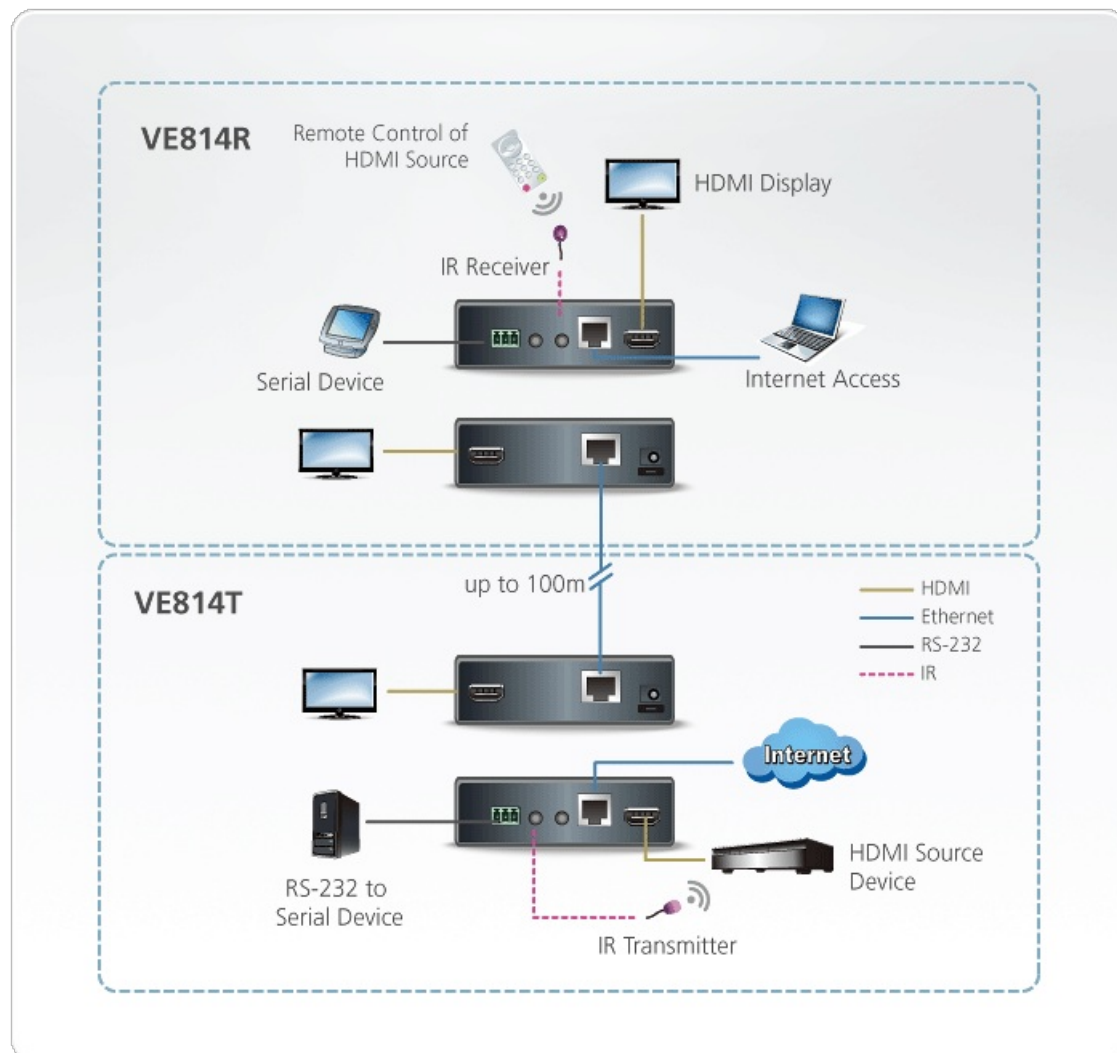 VE814R
Remote Control of
HDMI Source
HDMI Display
IR Receiver
Serial Device
Internet Access
up to 100m
VE814T
HDMI
Ethernet
RS-232
IR
Internet
RS-232 to
Serial Device
HDMI Source
Device
IR Transmitter